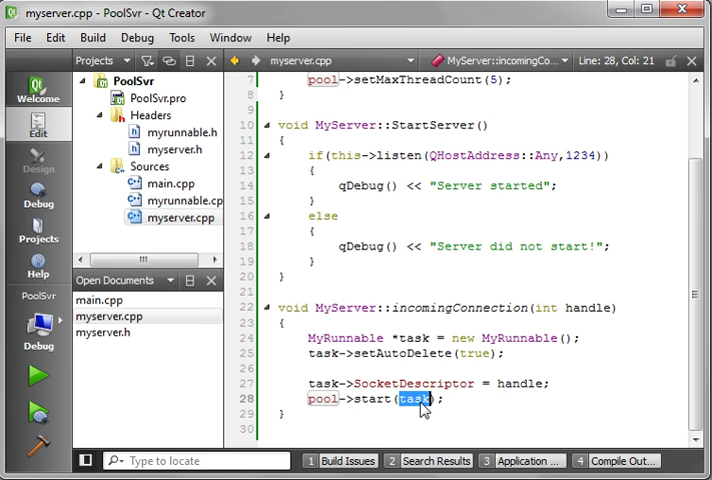 myserver.cpp - PoolSvr - Qt Creator
File Edit Build Debug Tools Window Help
Projects myserver.cpp MyServer::incomingCo... Line: 28, Col: 21
Qt
Welcome
Edit
Design
Debug
Projects
Help
PoolSvr
Debug
PoolSvr
PoolSvr.pro
Headers
myrunnable.h
myserver.h
Sources
main.cpp
myrunnable.cp
myserver.cpp
Open Documents
main.cpp
myserver.cpp
myserver.h
7 pool->setMaxThreadCount(5);
8 }
9
10 void MyServer::StartServer()
11 {
12 if(this->listen(QHostAddress::Any,1234))
13 {
14 qDebug() << "Server started";
15 }
16 else
17 {
18 qDebug() << "Server did not start!";
19 }
20 }
21
22 void MyServer::incomingConnection(int handle)
23 {
24 MyRunnable *task = new MyRunnable();
25 task->setAutoDelete(true);
26
27 task->SocketDescriptor = handle;
28 pool->start(task);
29 }
30
Type to locate 1 Build Issues 2 Search Results 3 Application ... 4 Compile Out...